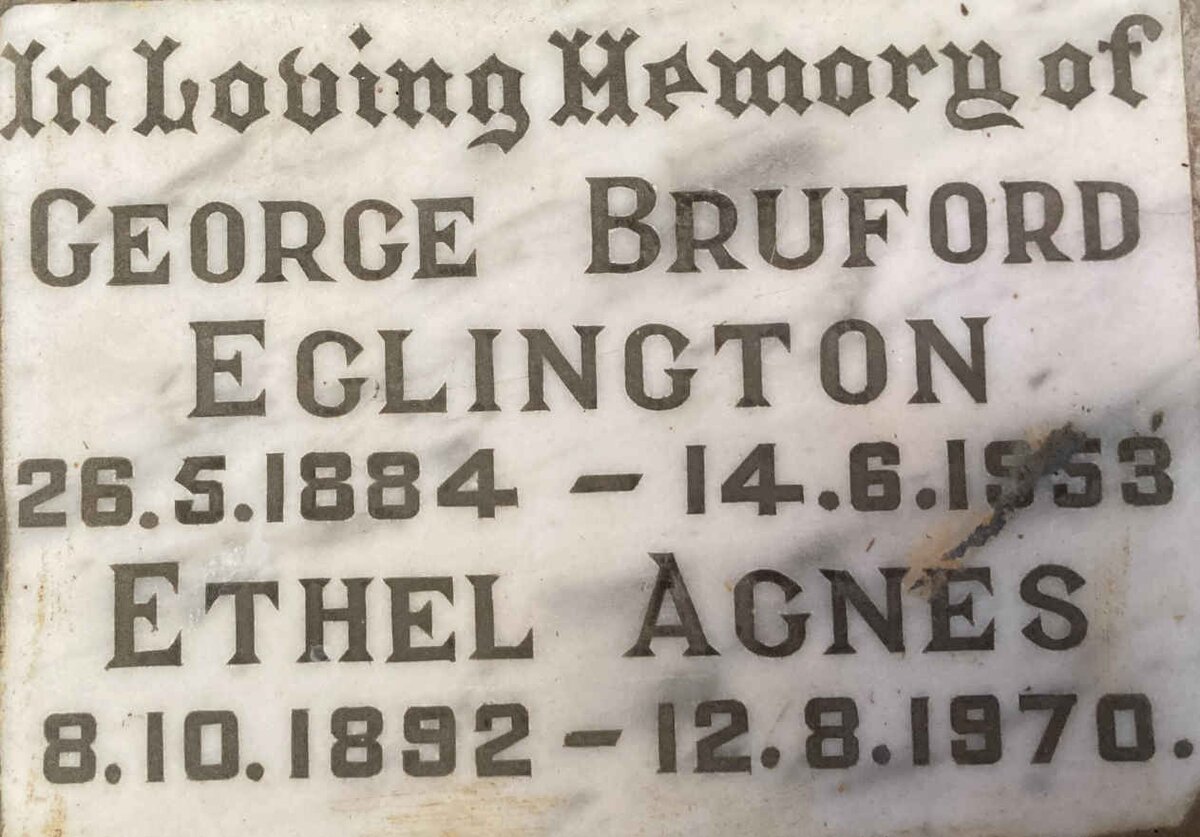 In Loving Memory of
GEORGE BRUFORD
EGLINGTON
26.5.1884 – 14.6.1953
ETHEL AGNES
8.10.1892 – 12.8.1970.